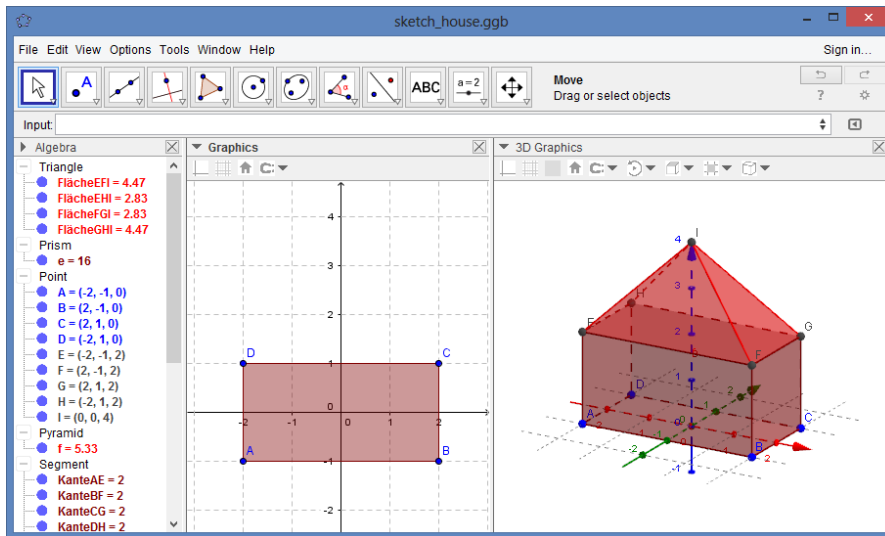 sketch_house.ggb
File Edit View Options Tools Window Help
Sign in...
A
α
ABC
a = 2
Move
Drag or select objects
?
Input:
Algebra
Triangle
FlächeEFI = 4.47
FlächeEHI = 2.83
FlächeFGI = 2.83
FlächeGHI = 4.47
Prism
e = 16
Point
A = (-2, -1, 0)
B = (2, -1, 0)
C = (2, 1, 0)
D = (-2, 1, 0)
E = (-2, -1, 2)
F = (2, -1, 2)
G = (2, 1, 2)
H = (-2, 1, 2)
I = (0, 0, 4)
Pyramid
f = 5.33
Segment
KanteAE = 2
KanteBF = 2
KanteCG = 2
KanteDH = 2
Graphics
4
3
2
D
1
C
0
-2
-1
0
1
2
A
-1
B
-2
3D Graphics
I
4
3
H
E
2
G
F
1
D
2
A
C
-2
-1
B
2